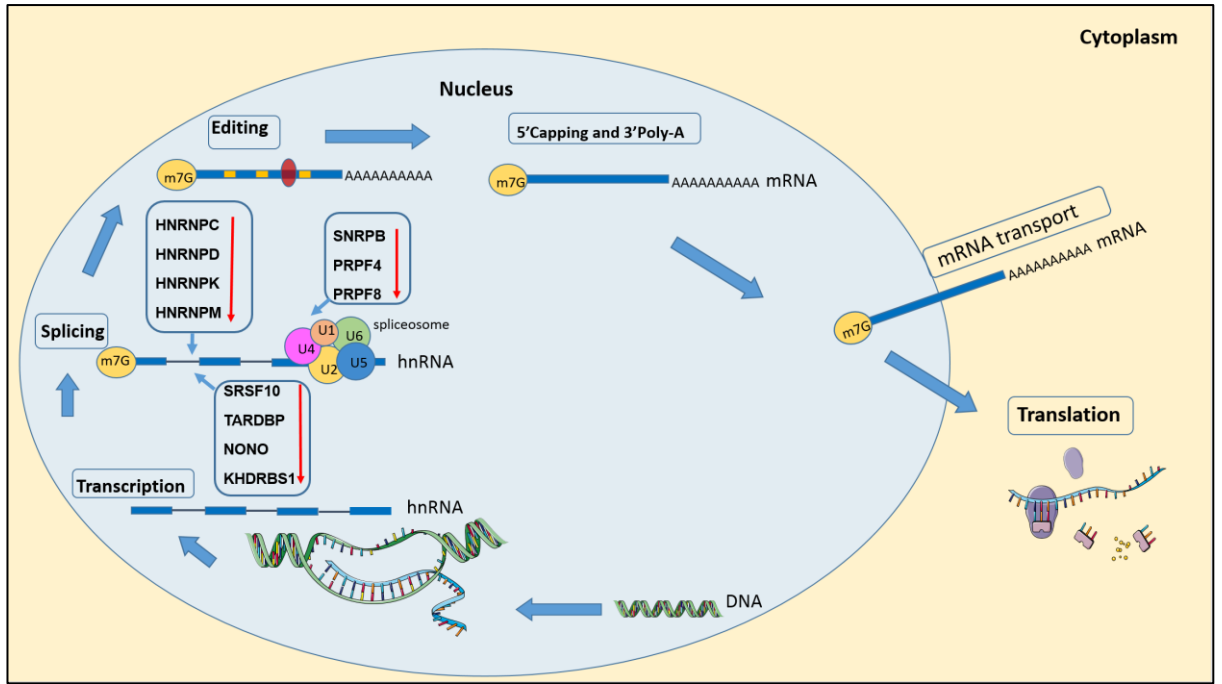 Cytoplasm
Nucleus
Editing
5'Capping and 3'Poly-A
m7G
AAAAAAAAAA
m7G
AAAAAAAAAA mRNA
HNRNPC
HNRNPD
HNRNPK
HNRNPM
SNRPB
PRPF4
PRPF8
mRNA transport
AAAAAAAAAA mRNA
m7G
Splicing
spliceosome
m7G
U1
U6
U4
U2
U5
hnRNA
SRSF10
TARDBP
NONO
KHDRBS1
Translation
Transcription
hnRNA
DNA